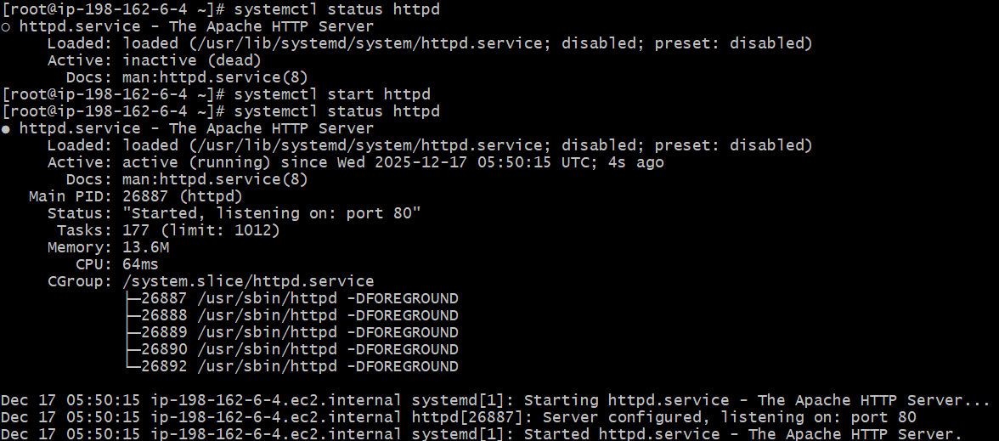 [root@ip-198-162-6-4 ~]# systemctl status httpd
○ httpd.service - The Apache HTTP Server
     Loaded: loaded (/usr/lib/systemd/system/httpd.service; disabled; preset: disabled)
     Active: inactive (dead)
       Docs: man:httpd.service(8)
[root@ip-198-162-6-4 ~]# systemctl start httpd
[root@ip-198-162-6-4 ~]# systemctl status httpd
● httpd.service - The Apache HTTP Server
     Loaded: loaded (/usr/lib/systemd/system/httpd.service; disabled; preset: disabled)
     Active: active (running) since Wed 2025-12-17 05:50:15 UTC; 4s ago
       Docs: man:httpd.service(8)
   Main PID: 26887 (httpd)
     Status: "Started, listening on: port 80"
      Tasks: 177 (limit: 1012)
     Memory: 13.6M
        CPU: 64ms
     CGroup: /system.slice/httpd.service
             ├─26887 /usr/sbin/httpd -DFOREGROUND
             ├─26888 /usr/sbin/httpd -DFOREGROUND
             ├─26889 /usr/sbin/httpd -DFOREGROUND
             ├─26890 /usr/sbin/httpd -DFOREGROUND
             └─26892 /usr/sbin/httpd -DFOREGROUND

Dec 17 05:50:15 ip-198-162-6-4.ec2.internal systemd[1]: Starting httpd.service - The Apache HTTP Server...
Dec 17 05:50:15 ip-198-162-6-4.ec2.internal httpd[26887]: Server configured, listening on: port 80
Dec 17 05:50:15 ip-198-162-6-4.ec2.internal systemd[1]: Started httpd.service - The Apache HTTP Server.